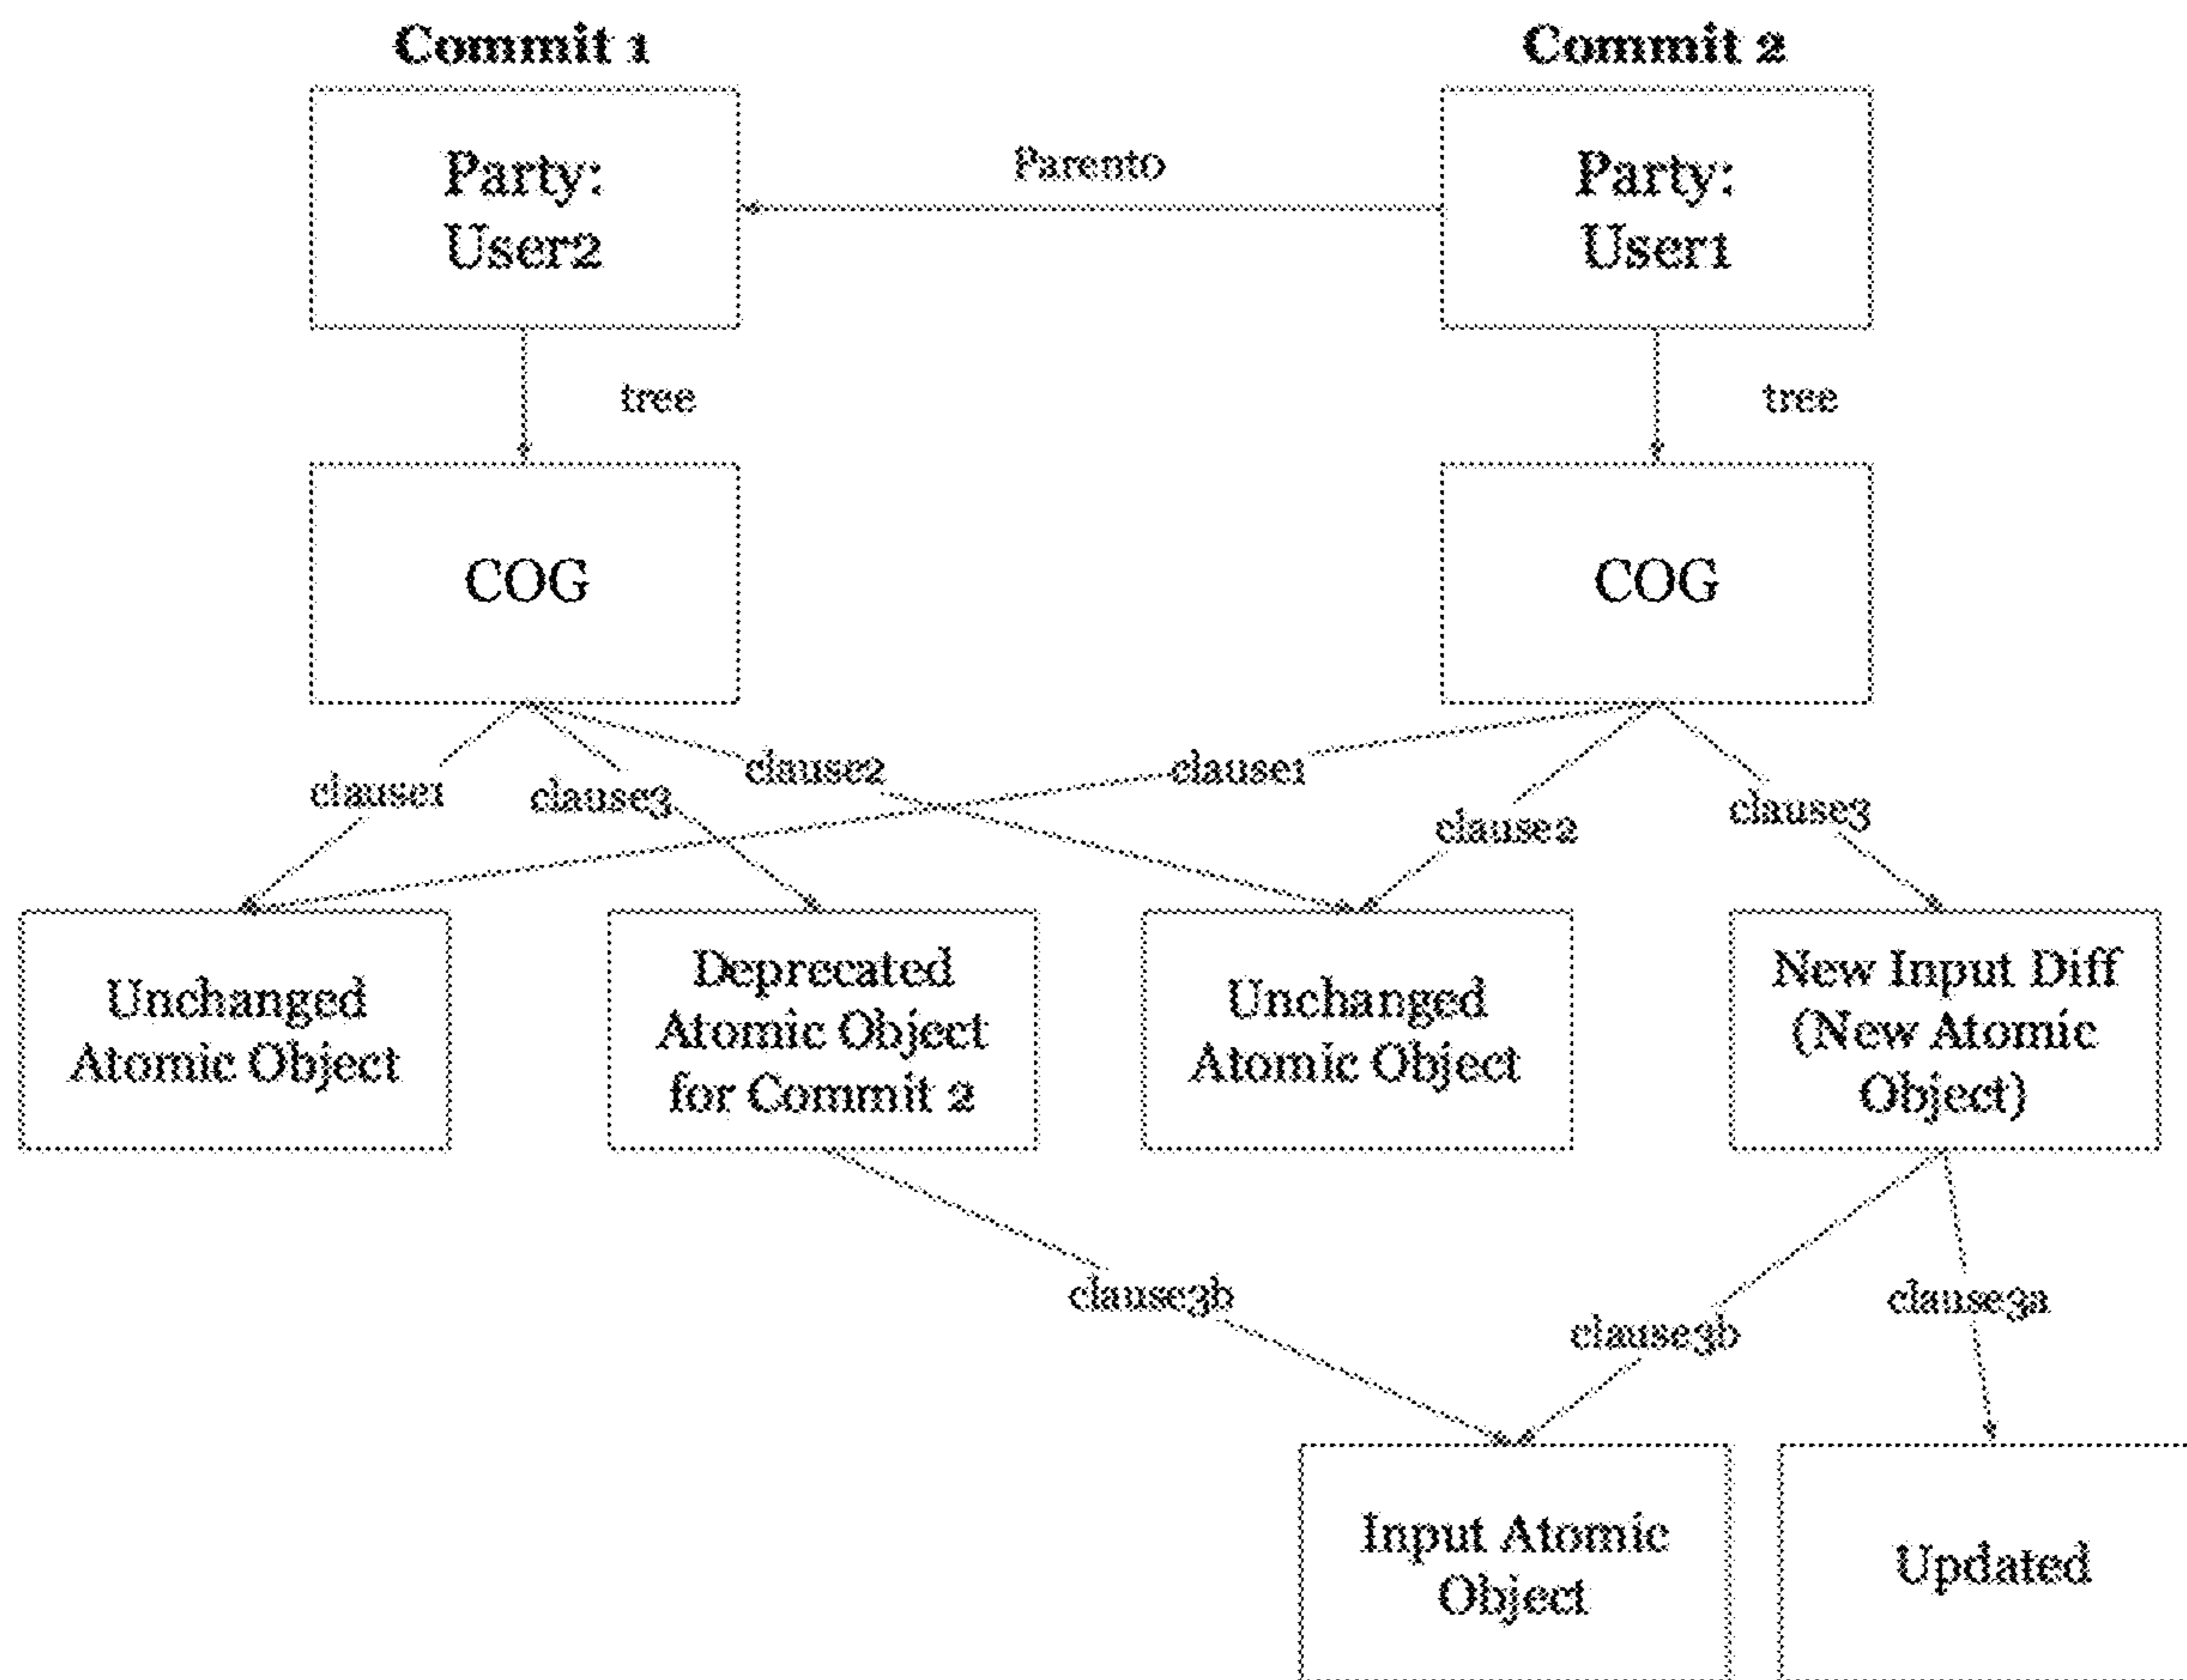 Commit 1
Commit 2
Party:
User2
Parent0
Party:
User1
tree
tree
COG
COG
clause1
clause3
clause2
clause1
clause2
clause3
Unchanged
Atomic Object
Deprecated
Atomic Object
for Commit 2
Unchanged
Atomic Object
New Input Diff
(New Atomic
Object)
clause3b
clause3b
clause3a
Input Atomic
Object
Updated